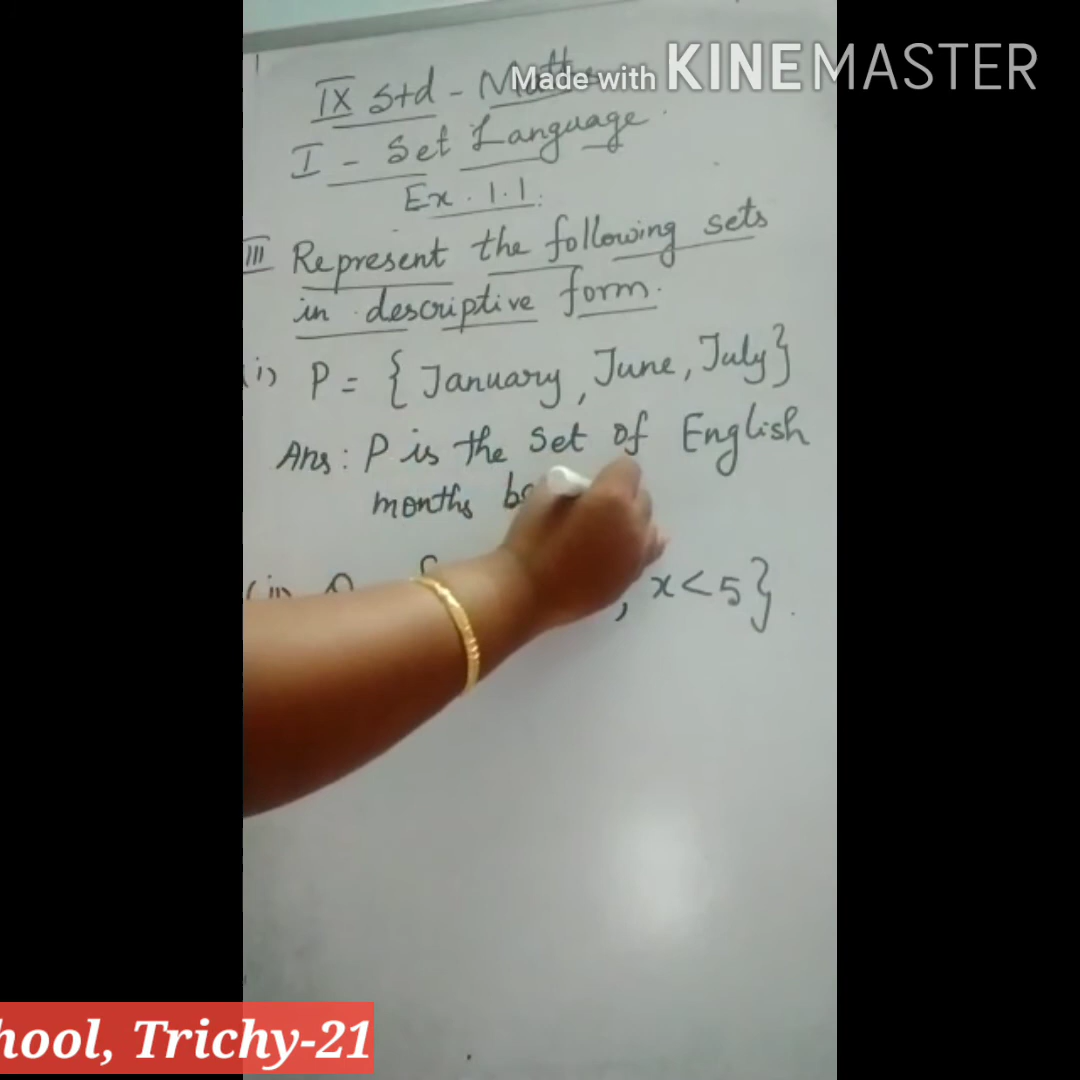 Made with KINEMASTER
IX Std -
I - Set Language
Ex. 1.1.
III Represent the following sets
in descriptive form.
(i) P = { January, June, July}
Ans: P is the Set of English
months
(ii) , x<5}
hool, Trichy-21